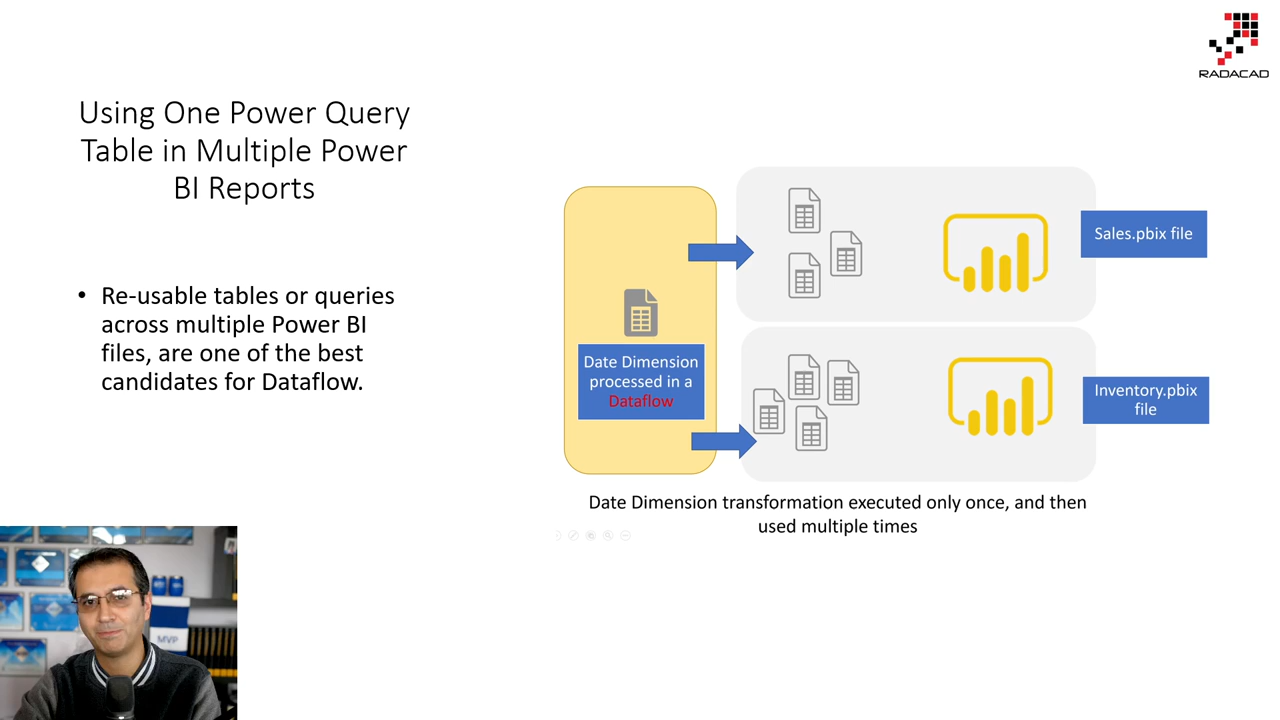 RADACAD
Using One Power Query
Table in Multiple Power
BI Reports
• Re-usable tables or queries
across multiple Power BI
files, are one of the best
candidates for Dataflow.
Date Dimension
processed in a
Dataflow
Sales.pbix file
Inventory.pbix
file
Date Dimension transformation executed only once, and then
used multiple times
MVP